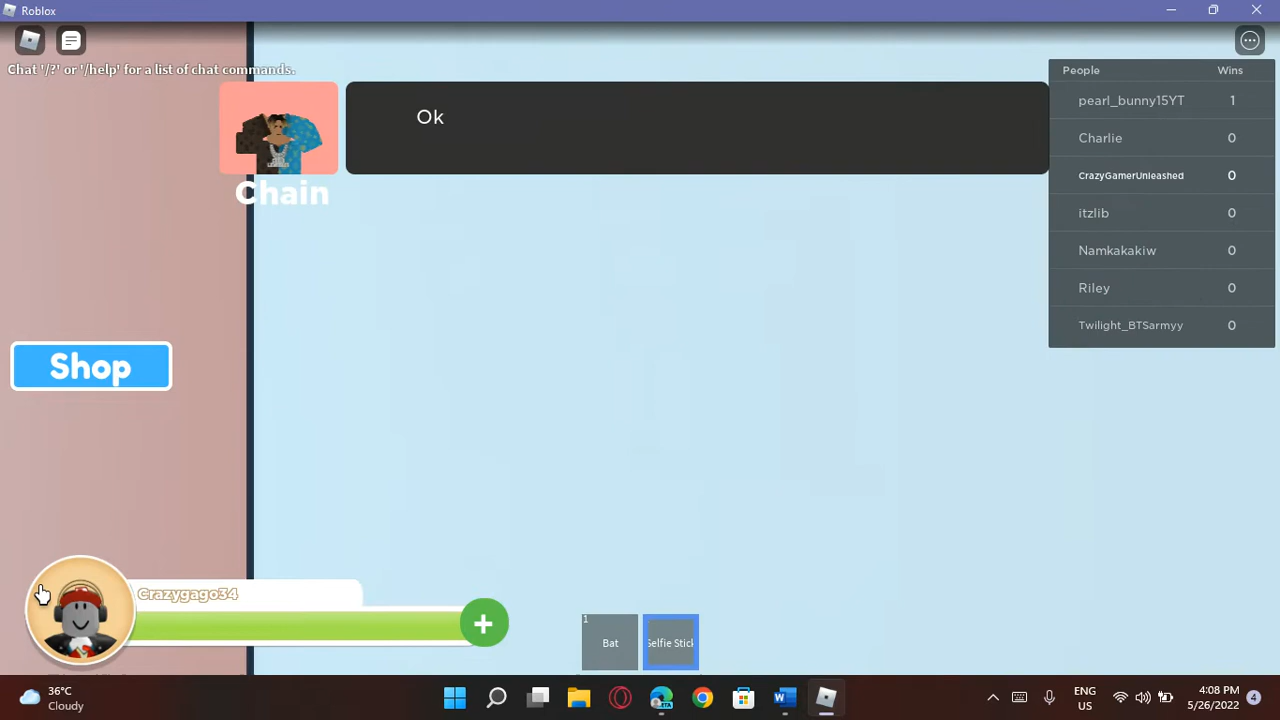 Roblox
Chat '/?' or '/help' for a list of chat commands.
Ok
Chain
People Wins
pearl_bunny15YT 1
Charlie 0
CrazyGamerUnleashed 0
itzlib 0
Namkakakiw 0
Riley 0
Twilight_BTSarmyy 0
Shop
Crazygago34
+
1
Bat
Selfie Stick
36°C
Cloudy
ENG
US
4:08 PM
5/26/2022
4